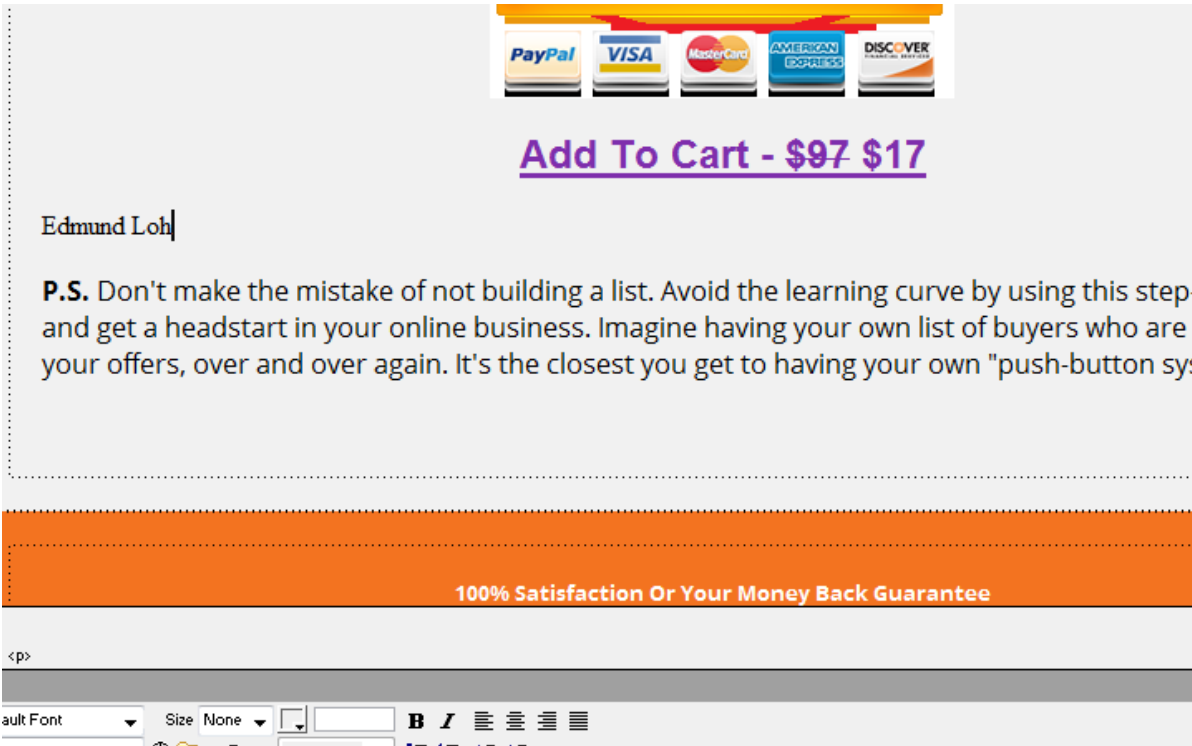 PayPal VISA MasterCard AMERICAN EXPRESS DISCOVER FINANCIAL SERVICES
Add To Cart - $97 $17
Edmund Loh
P.S. Don't make the mistake of not building a list. Avoid the learning curve by using this step-
and get a headstart in your online business. Imagine having your own list of buyers who are
your offers, over and over again. It's the closest you get to having your own "push-button sys
100% Satisfaction Or Your Money Back Guarantee
<p>
ault Font Size None B I